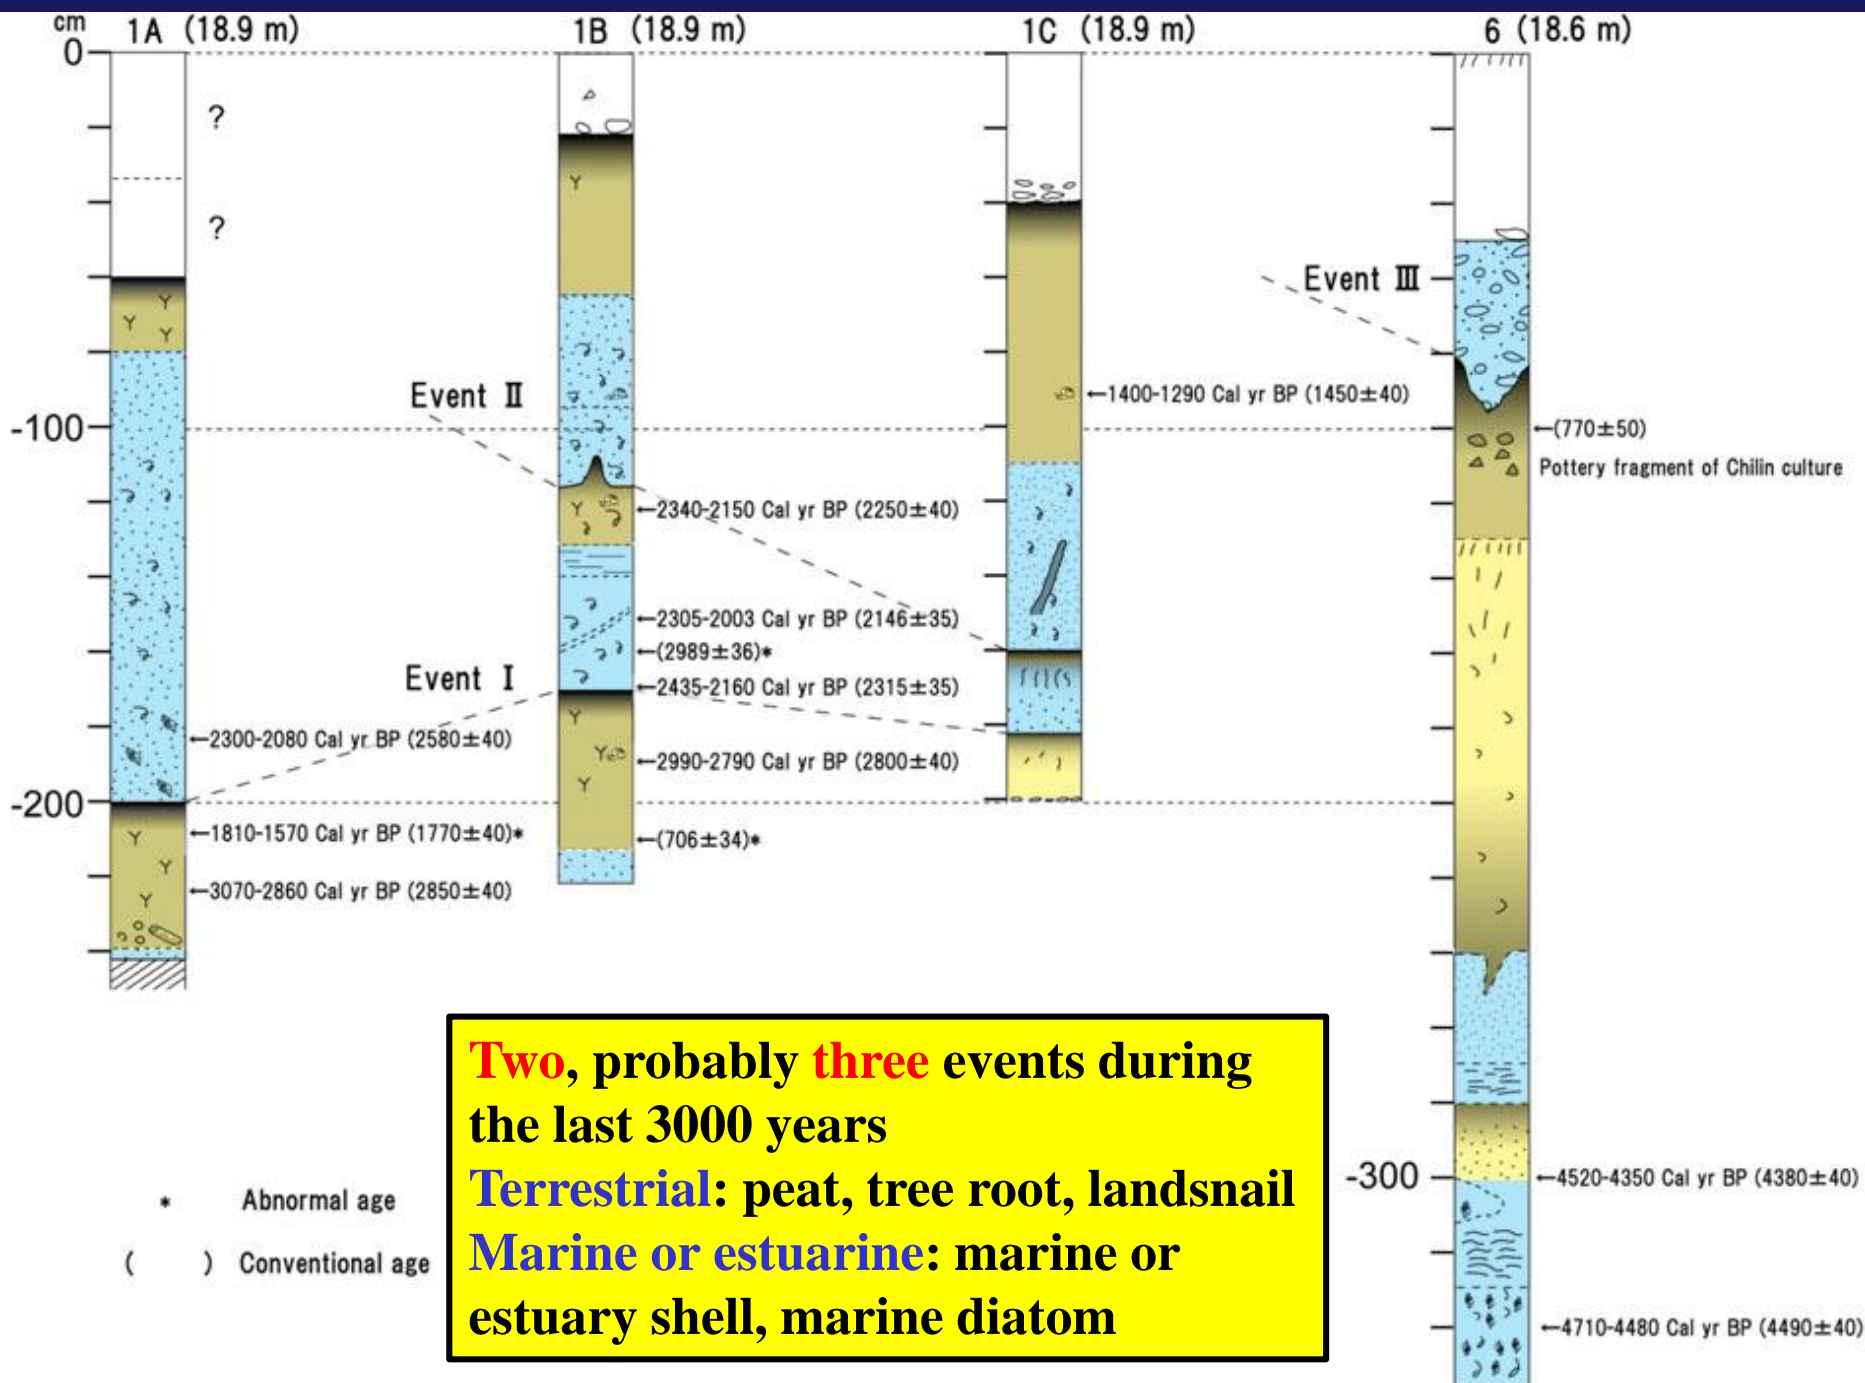 cm
1A (18.9 m)
1B (18.9 m)
1C (18.9 m)
6 (18.6 m)
0
?
?
Event Ⅲ
Event Ⅱ
←1400-1290 Cal yr BP (1450±40)
-100
←(770±50)
Pottery fragment of Chilin culture
←2340-2150 Cal yr BP (2250±40)
←2305-2003 Cal yr BP (2146±35)
←(2989±36)*
Event Ⅰ
←2435-2160 Cal yr BP (2315±35)
←2300-2080 Cal yr BP (2580±40)
←2990-2790 Cal yr BP (2800±40)
-200
←1810-1570 Cal yr BP (1770±40)*
←(706±34)*
←3070-2860 Cal yr BP (2850±40)
Two, probably three events during
the last 3000 years
Terrestrial: peat, tree root, landsnail
Marine or estuarine: marine or
estuary shell, marine diatom
-300
←4520-4350 Cal yr BP (4380±40)
* Abnormal age
( ) Conventional age
←4710-4480 Cal yr BP (4490±40)